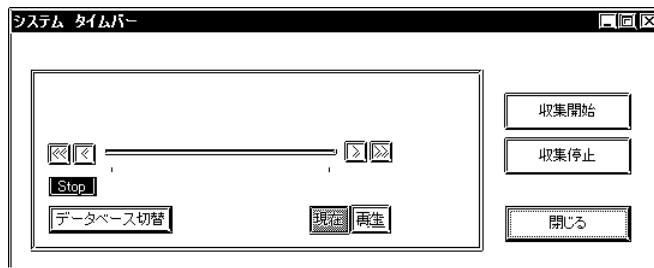 システム タイムバー
収集開始
収集停止
Stop
データベース切替
現在
再生
閉じる